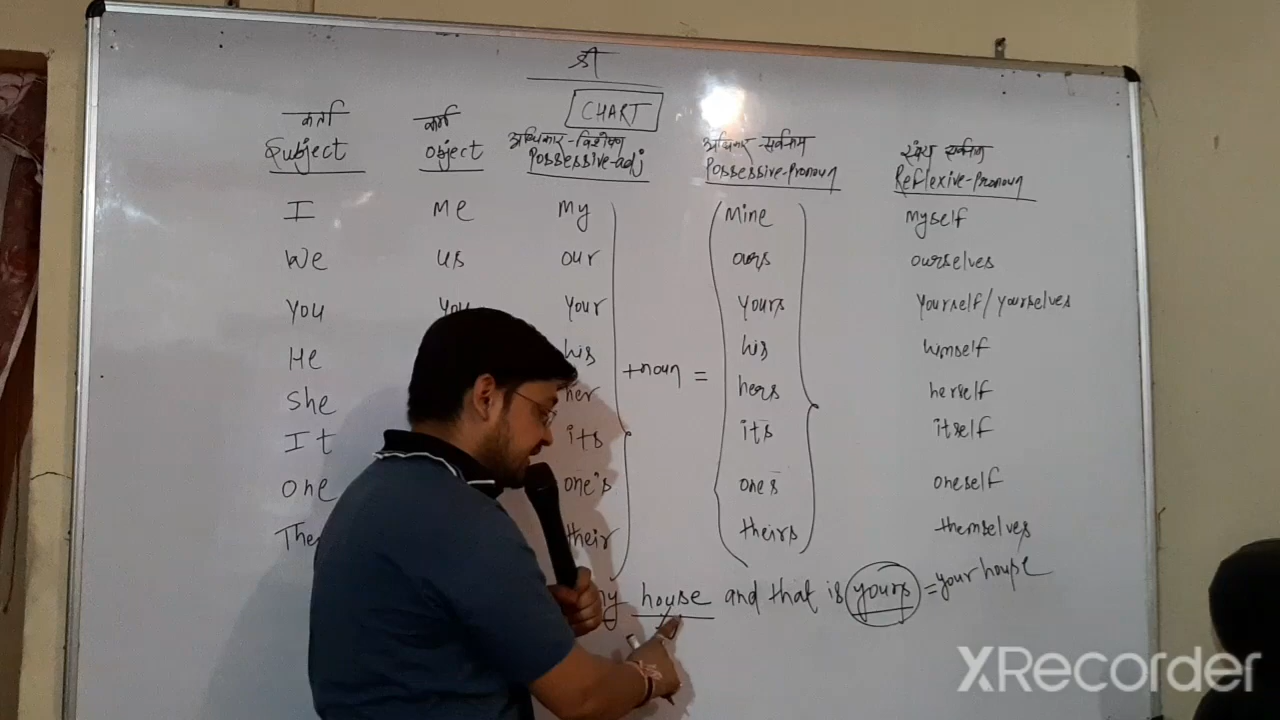 श्री
CHART
कर्ता कर्म अधिकार-विशेषण अधिकार-सर्वनाम सर्वनाम
Subject object Possessive-adj Possessive-Pronoun Reflexive-Pronoun
I me my Mine myself
We us our ours ourselves
You you your yours yourself/yourselves
He his his himself
+noun =
She her hers herself
It its its itself
one one's one's oneself
their theirs themselves
my house and that is yours = your house
XRecorder